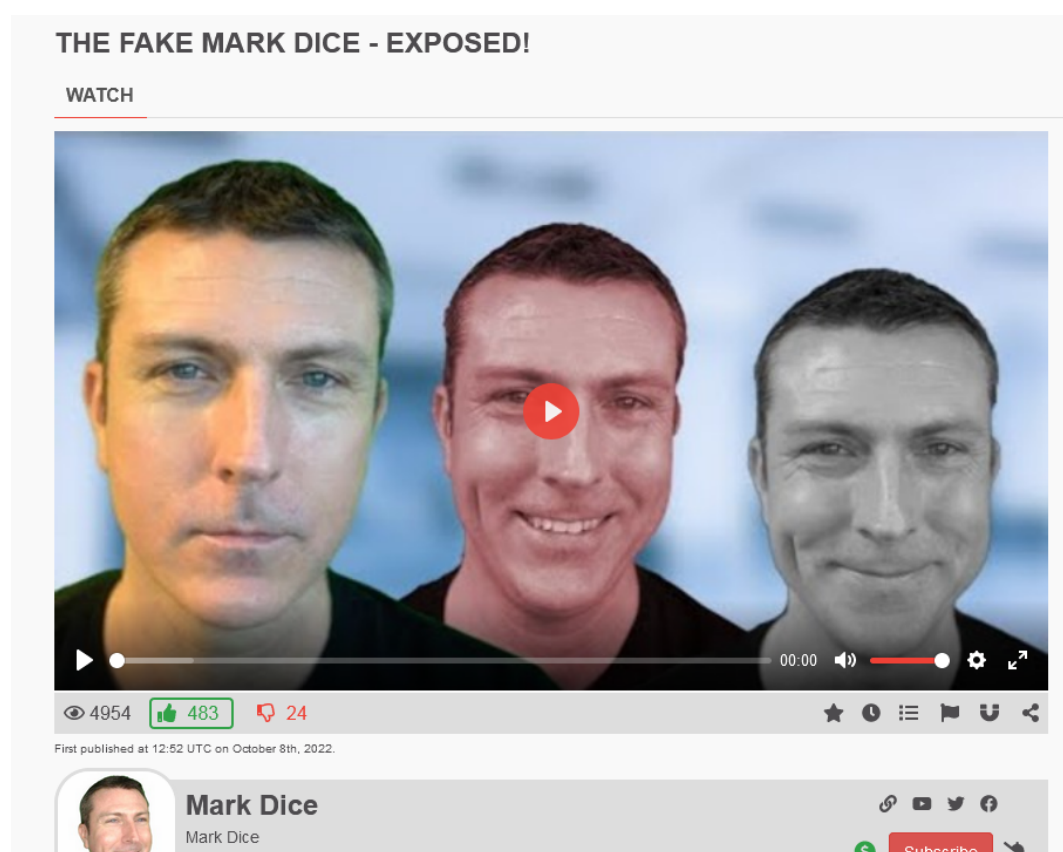 THE FAKE MARK DICE - EXPOSED!
WATCH
00:00
4954 483 24
First published at 12:52 UTC on October 8th, 2022.
Mark Dice
Mark Dice
Subscribe